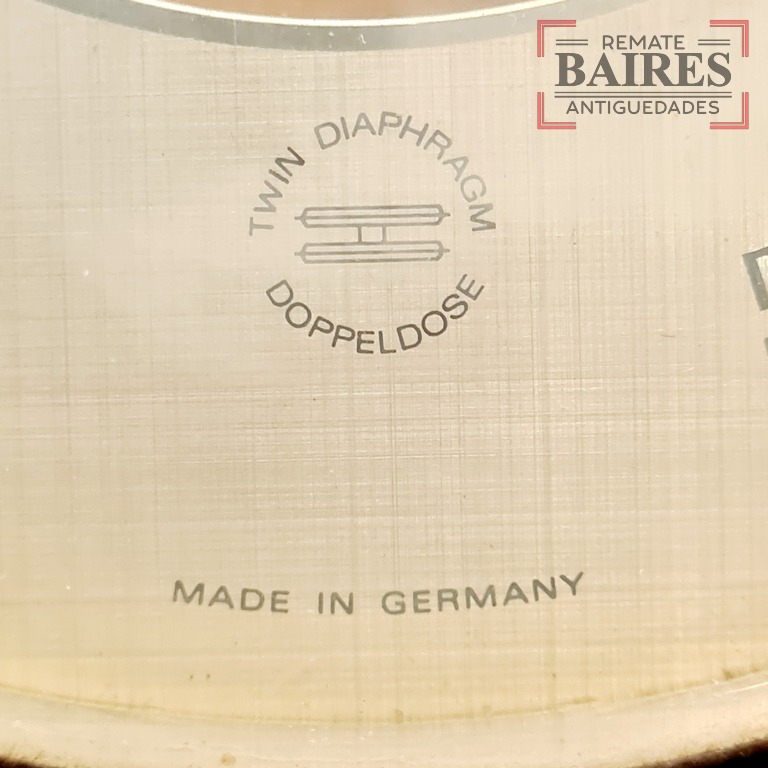 REMATE
BAIRES
ANTIGUEDADES
TWIN DIAPHRAGM
DOPPELDOSE
MADE IN GERMANY